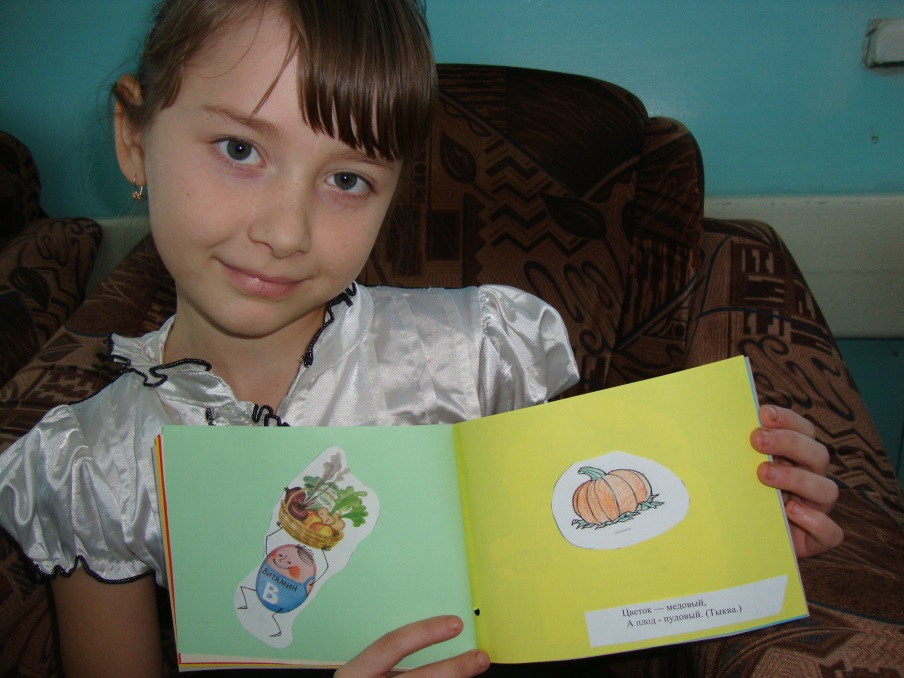 ВИТАМИН
B
Цветок — медовый,
А плод - пудовый. (Тыква.)